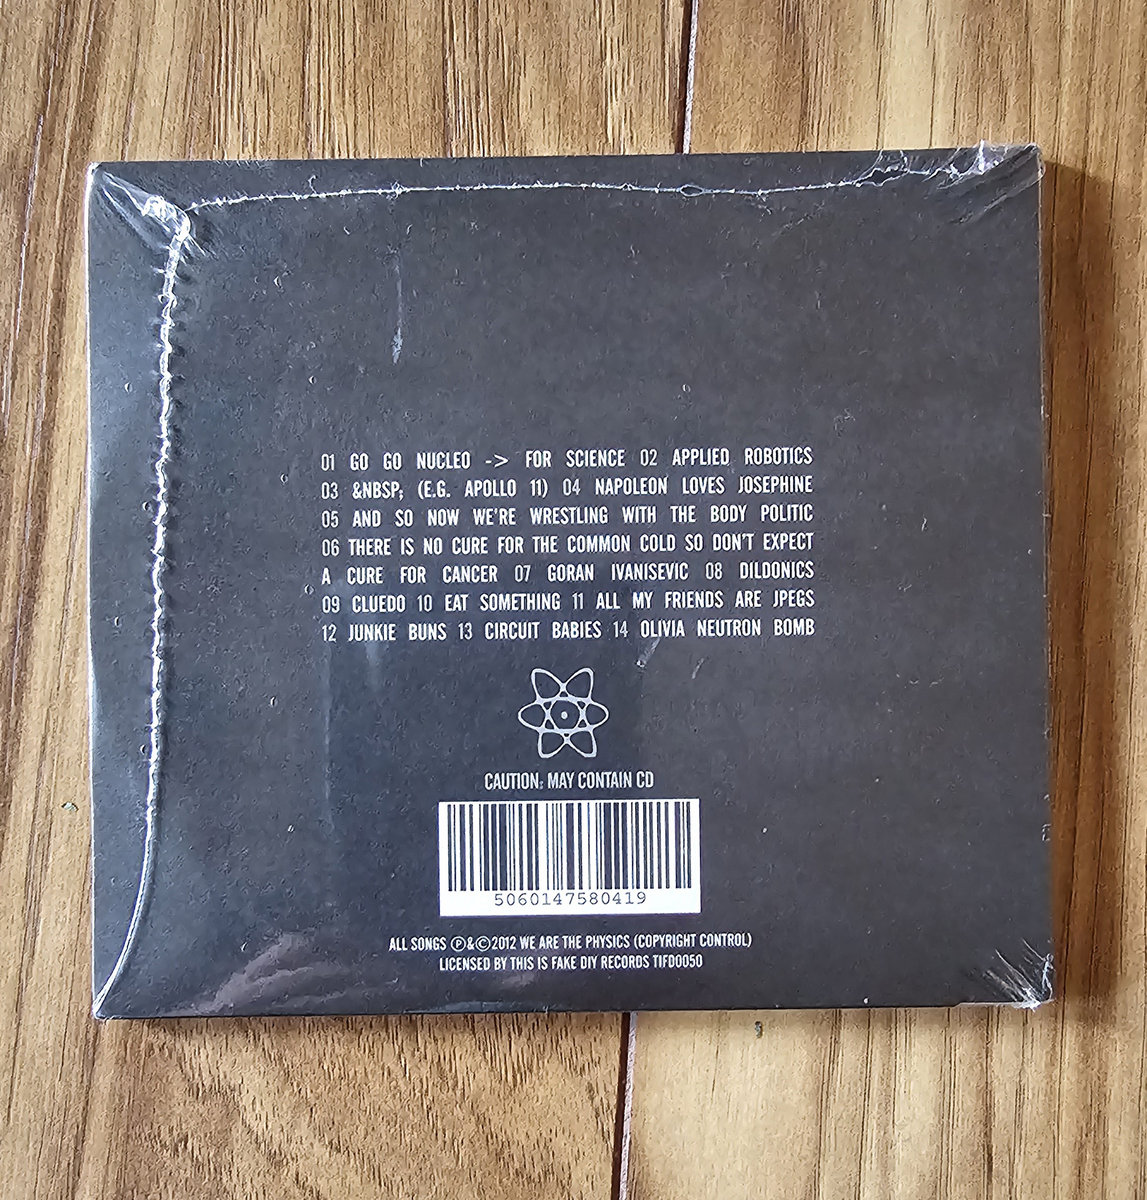 01 GO GO NUCLEO -> FOR SCIENCE 02 APPLIED ROBOTICS
03 &NBSP; (E.G. APOLLO 11) 04 NAPOLEON LOVES JOSEPHINE
05 AND SO NOW WE'RE WRESTLING WITH THE BODY POLITIC
06 THERE IS NO CURE FOR THE COMMON COLD SO DON'T EXPECT
A CURE FOR CANCER 07 GORAN IVANISEVIC 08 DILDONICS
09 CLUEDO 10 EAT SOMETHING 11 ALL MY FRIENDS ARE JPEGS
12 JUNKIE BUNS 13 CIRCUIT BABIES 14 OLIVIA NEUTRON BOMB
CAUTION: MAY CONTAIN CD
5060147580419
ALL SONGS ℗&©2012 WE ARE THE PHYSICS (COPYRIGHT CONTROL)
LICENSED BY THIS IS FAKE DIY RECORDS TIFD0050